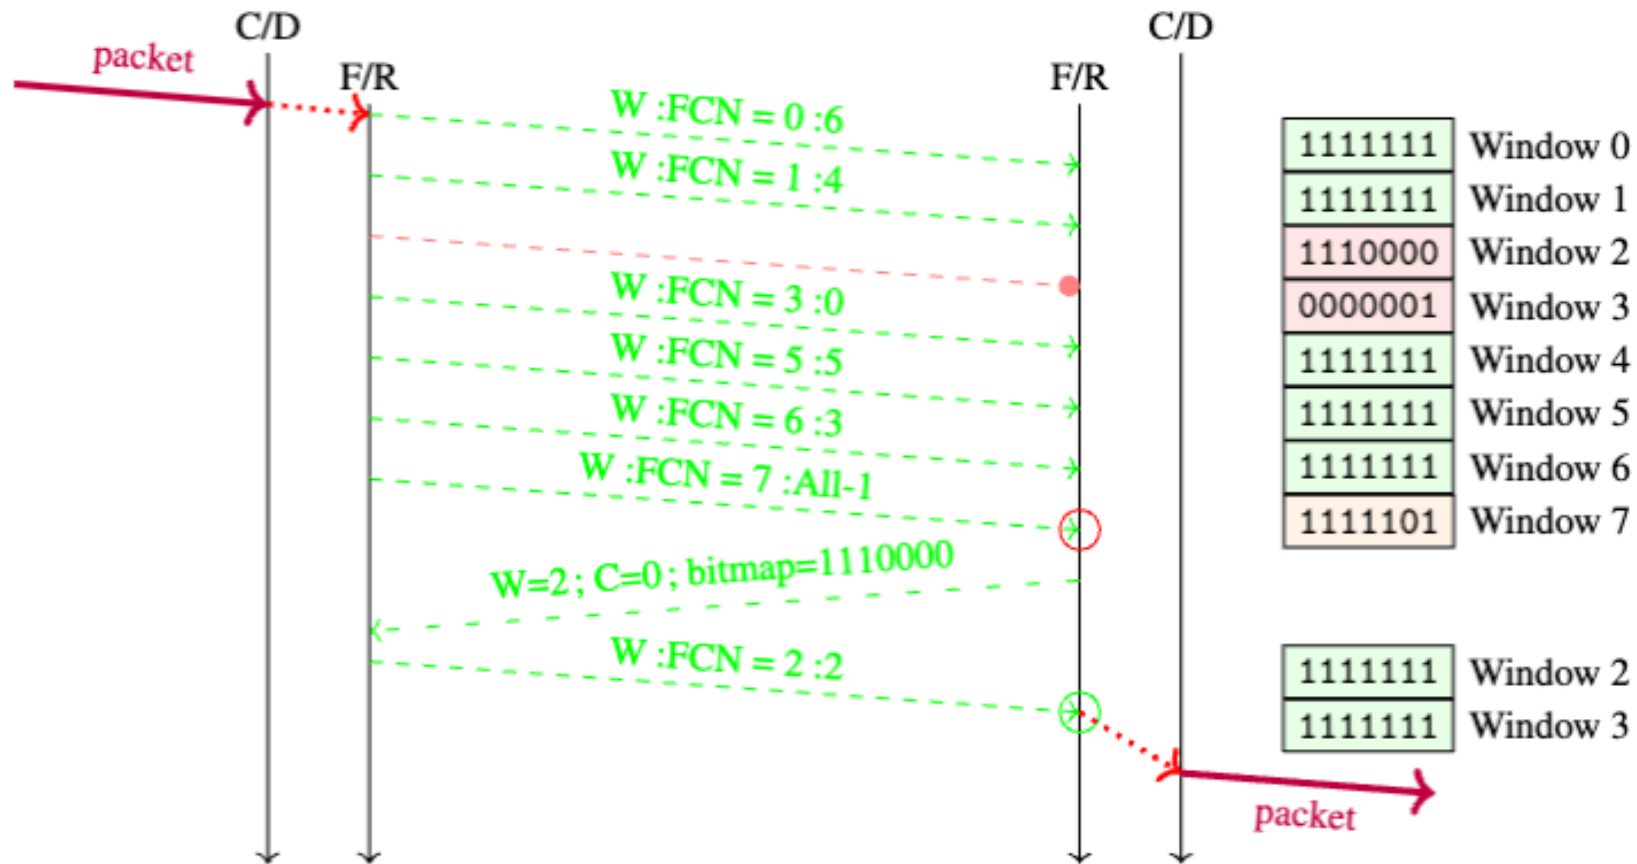 C/D
C/D
packet
F/R
F/R
W :FCN = 0 :6
W :FCN = 1 :4
W :FCN = 3 :0
W :FCN = 5 :5
W :FCN = 6 :3
W :FCN = 7 :All-1
W=2 ; C=0 ; bitmap=1110000
W :FCN = 2 :2
packet
1111111 Window 0
1111111 Window 1
1110000 Window 2
0000001 Window 3
1111111 Window 4
1111111 Window 5
1111111 Window 6
1111101 Window 7
1111111 Window 2
1111111 Window 3